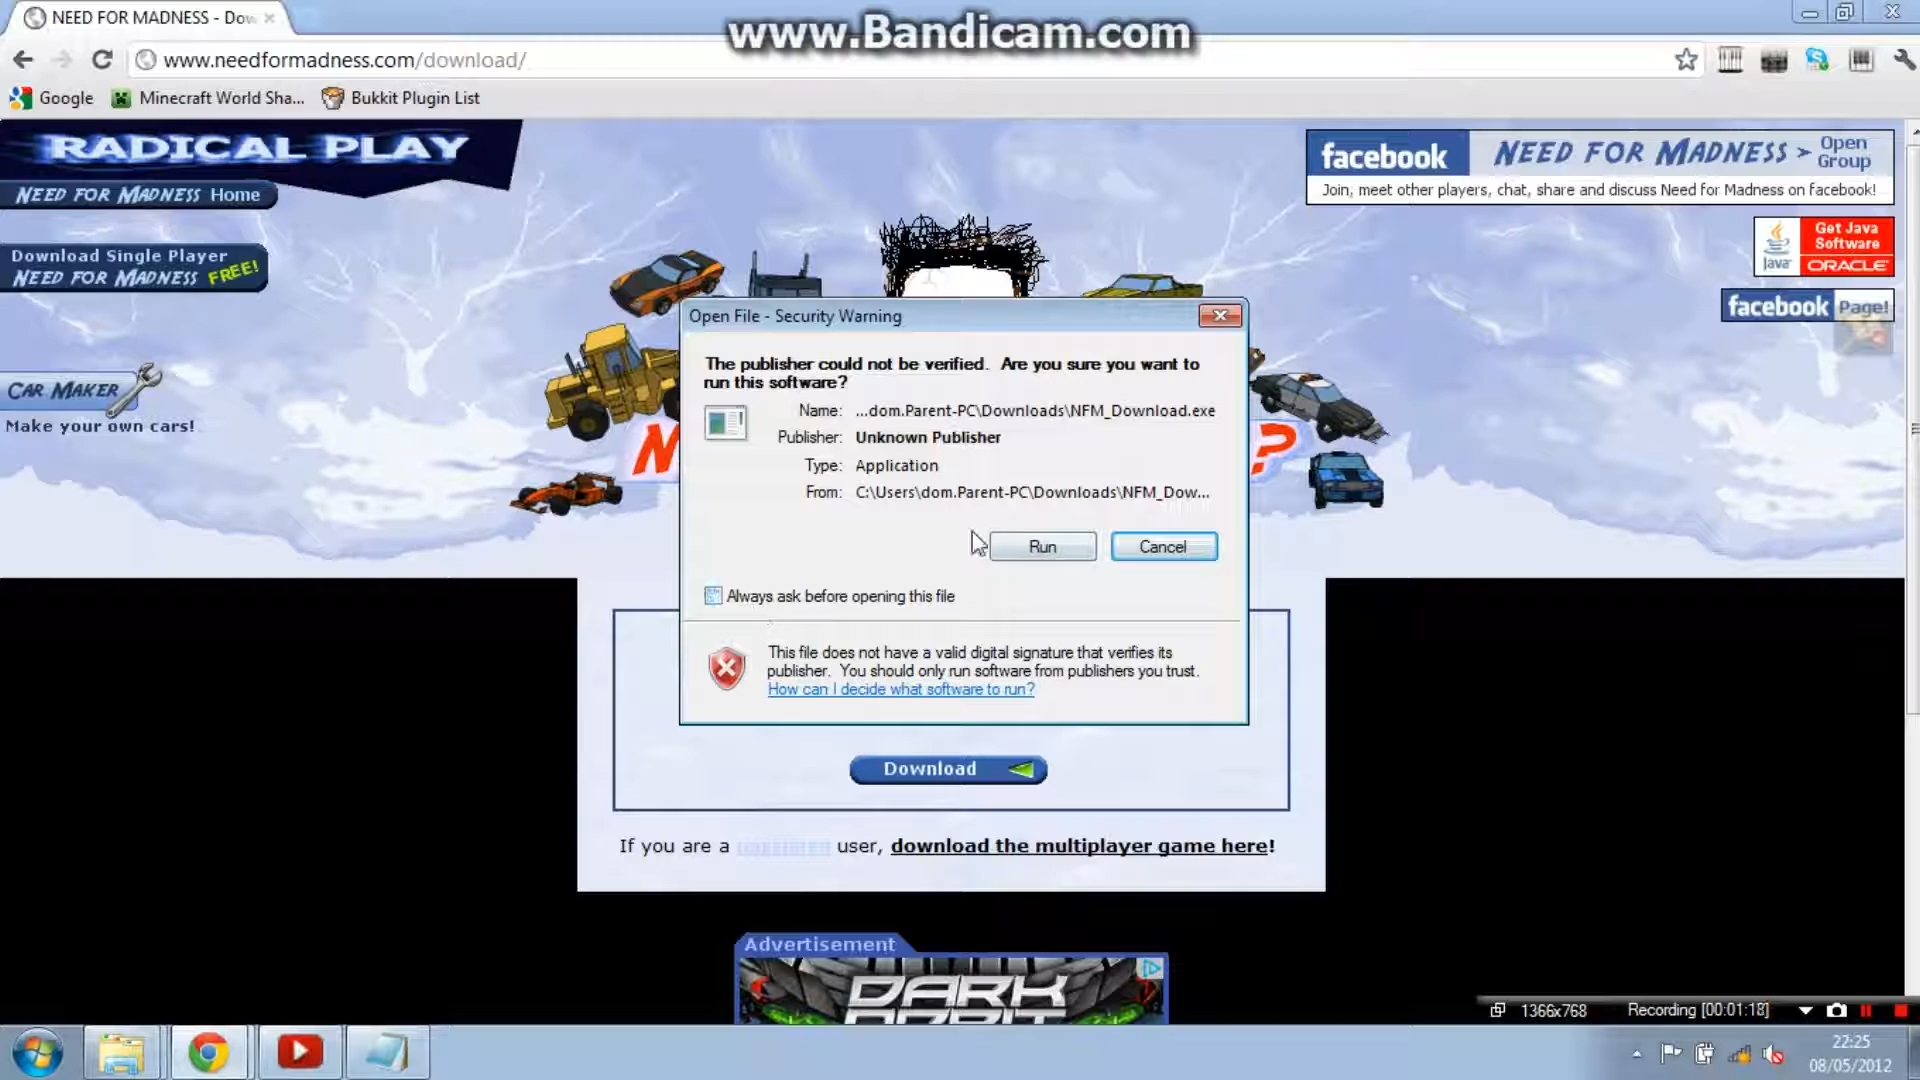 NEED FOR MADNESS - Dow
www.Bandicam.com
www.needformadness.com/download/
Google
Minecraft World Sha...
Bukkit Plugin List
RADICAL PLAY
NEED FOR MADNESS Home
facebook
NEED FOR MADNESS > Open Group
Join, meet other players, chat, share and discuss Need for Madness on facebook!
Get Java
Software
Java
ORACLE
Download Single Player
NEED FOR MADNESS FREE!
facebook Page!
Open File - Security Warning
The publisher could not be verified. Are you sure you want to
run this software?
CAR MAKER
Make your own cars!
Name: ...dom.Parent-PC\Downloads\NFM_Download.exe
Publisher: Unknown Publisher
Type: Application
From: C:\Users\dom.Parent-PC\Downloads\NFM_Dow...
N
?
Run
Cancel
Always ask before opening this file
This file does not have a valid digital signature that verifies its
publisher. You should only run software from publishers you trust.
How can I decide what software to run?
Download
If you are a user, download the multiplayer game here!
Advertisement
DARK
ORBIT
1366x768
Recording [00:01:18]
22:25
08/05/2012